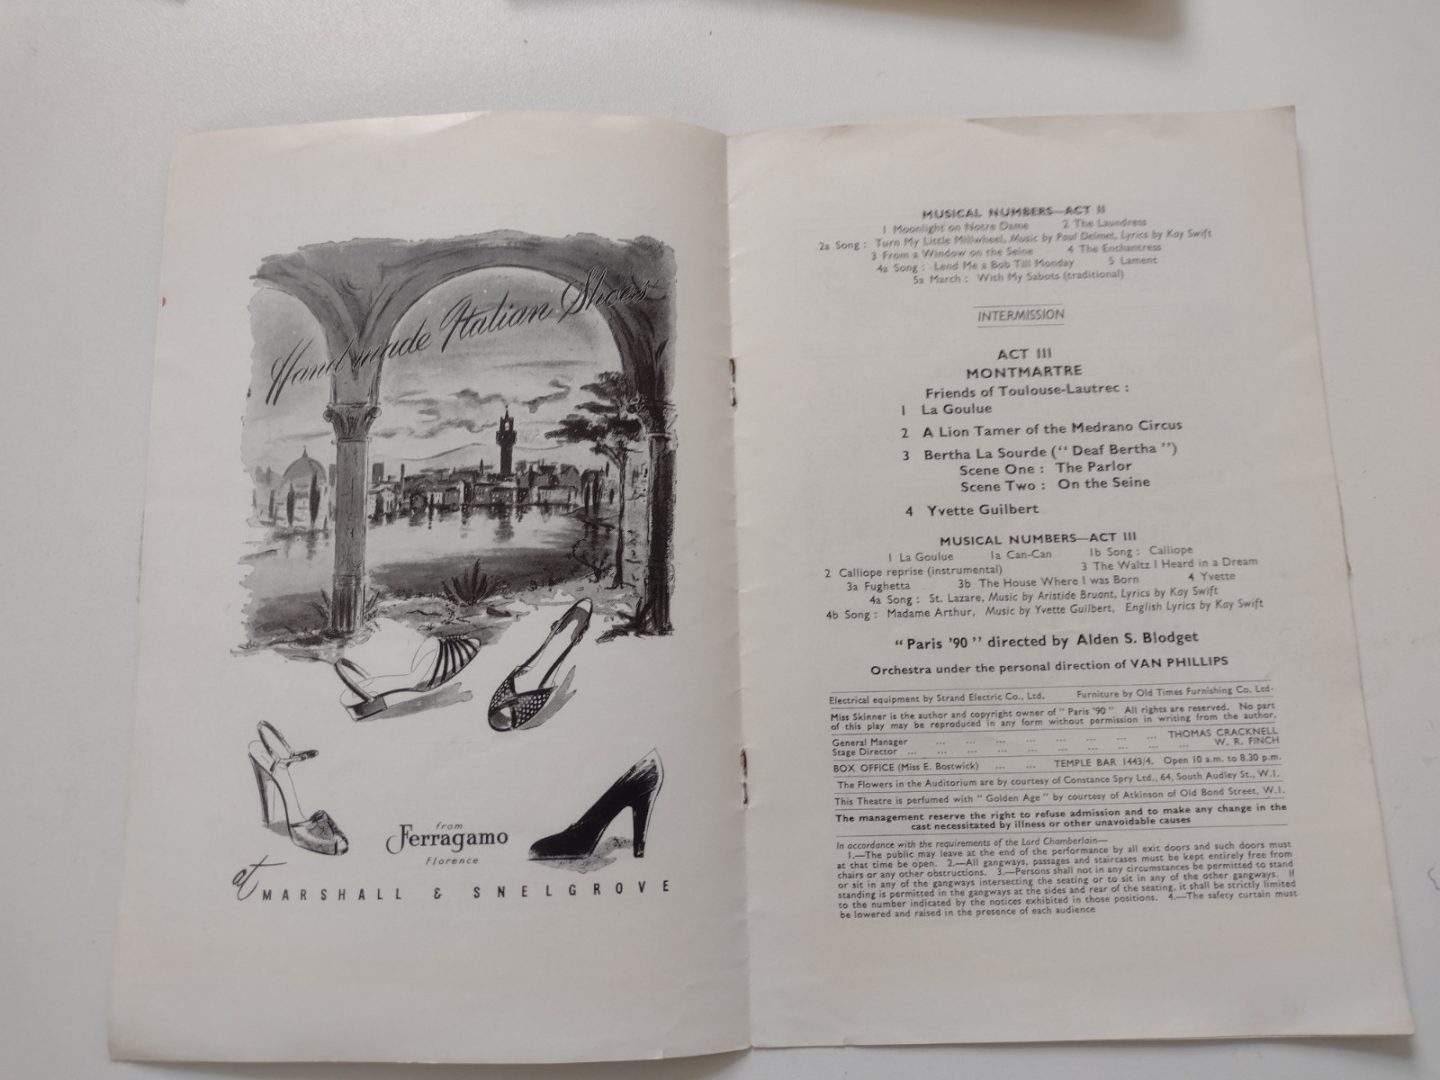 Handmade Italian Shoes
from
Ferragamo
Florence
at MARSHALL & SNELGROVE
MUSICAL NUMBERS—ACT II
1 Moonlight on Notre Dame 2 The Laundress
2a Song : Turn My Little Millwheel, Music by Paul Delmet, Lyrics by Kay Swift
3 From a Window on the Seine 4 The Enchantress
4a Song : Lend Me a Bob Till Monday 5 Lament
5a March : With My Sabots (traditional)
INTERMISSION
ACT III
MONTMARTRE
Friends of Toulouse-Lautrec :
1 La Goulue
2 A Lion Tamer of the Medrano Circus
3 Bertha La Sourde (" Deaf Bertha ")
Scene One : The Parlor
Scene Two : On the Seine
4 Yvette Guilbert
MUSICAL NUMBERS—ACT III
1 La Goulue 1a Can-Can 1b Song : Calliope
2 Calliope reprise (instrumental) 3 The Waltz I Heard in a Dream
3a Fughetta 3b The House Where I was Born 4 Yvette
4a Song : St. Lazare, Music by Aristide Bruant, Lyrics by Kay Swift
4b Song : Madame Arthur, Music by Yvette Guilbert, English Lyrics by Kay Swift
" Paris '90 " directed by Alden S. Blodget
Orchestra under the personal direction of VAN PHILLIPS
Electrical equipment by Strand Electric Co., Ltd. Furniture by Old Times Furnishing Co. Ltd.
Miss Skinner is the author and copyright owner of " Paris '90 " All rights are reserved. No part
of this play may be reproduced in any form without permission in writing from the author.
General Manager ... ... ... ... ... ... ... ... THOMAS CRACKNELL
Stage Director ... ... ... ... ... ... ... ... ... ... W. R. FINCH
BOX OFFICE (Miss E. Bostwick) ... ... TEMPLE BAR 1443/4. Open 10 a.m. to 8.30 p.m.
The Flowers in the Auditorium are by courtesy of Constance Spry Ltd., 64, South Audley St., W.1.
This Theatre is perfumed with " Golden Age " by courtesy of Atkinson of Old Bond Street, W.1.
The management reserve the right to refuse admission and to make any change in the
cast necessitated by illness or other unavoidable causes
In accordance with the requirements of the Lord Chamberlain—
1.—The public may leave at the end of the performance by all exit doors and such doors must
at that time be open. 2.—All gangways, passages and staircases must be kept entirely free from
chairs or any other obstructions. 3.—Persons shall not in any circumstances be permitted to stand
or sit in any of the gangways intersecting the seating or to sit in any of the other gangways. If
standing is permitted in the gangways at the sides and rear of the seating, it shall be strictly limited
to the number indicated by the notices exhibited in those positions. 4.—The safety curtain must
be lowered and raised in the presence of each audience